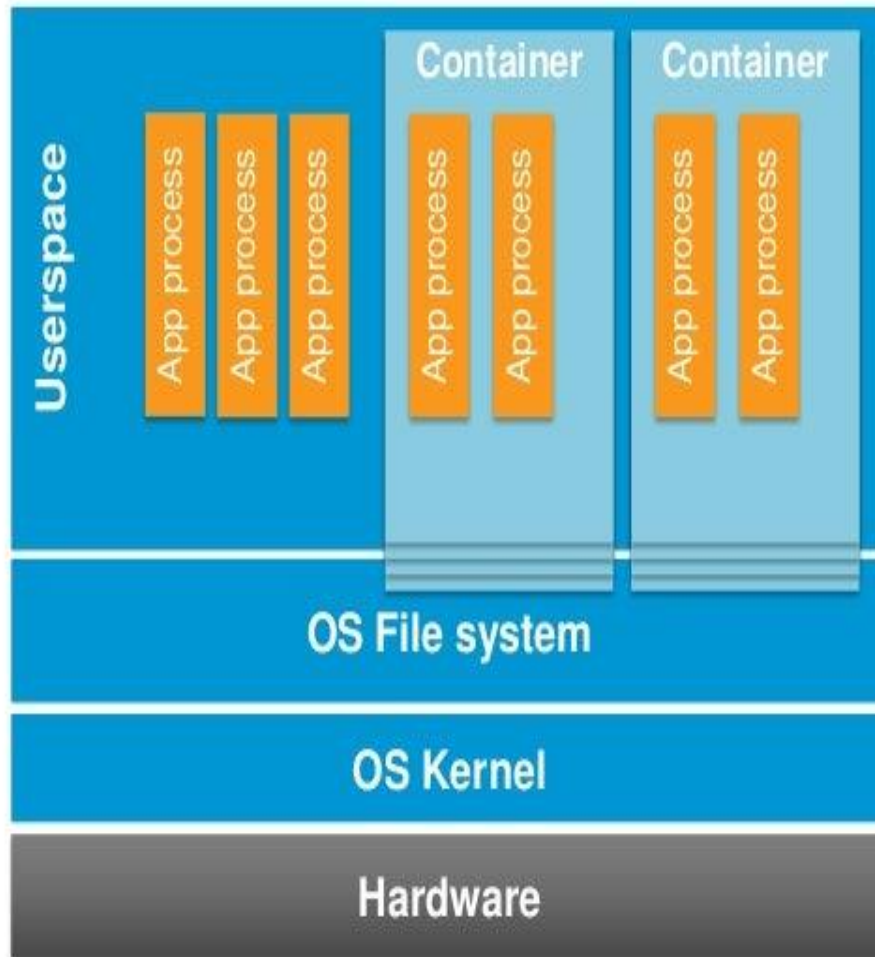 Userspace
App process
App process
App process
Container
App process
App process
Container
App process
App process
OS File system
OS Kernel
Hardware